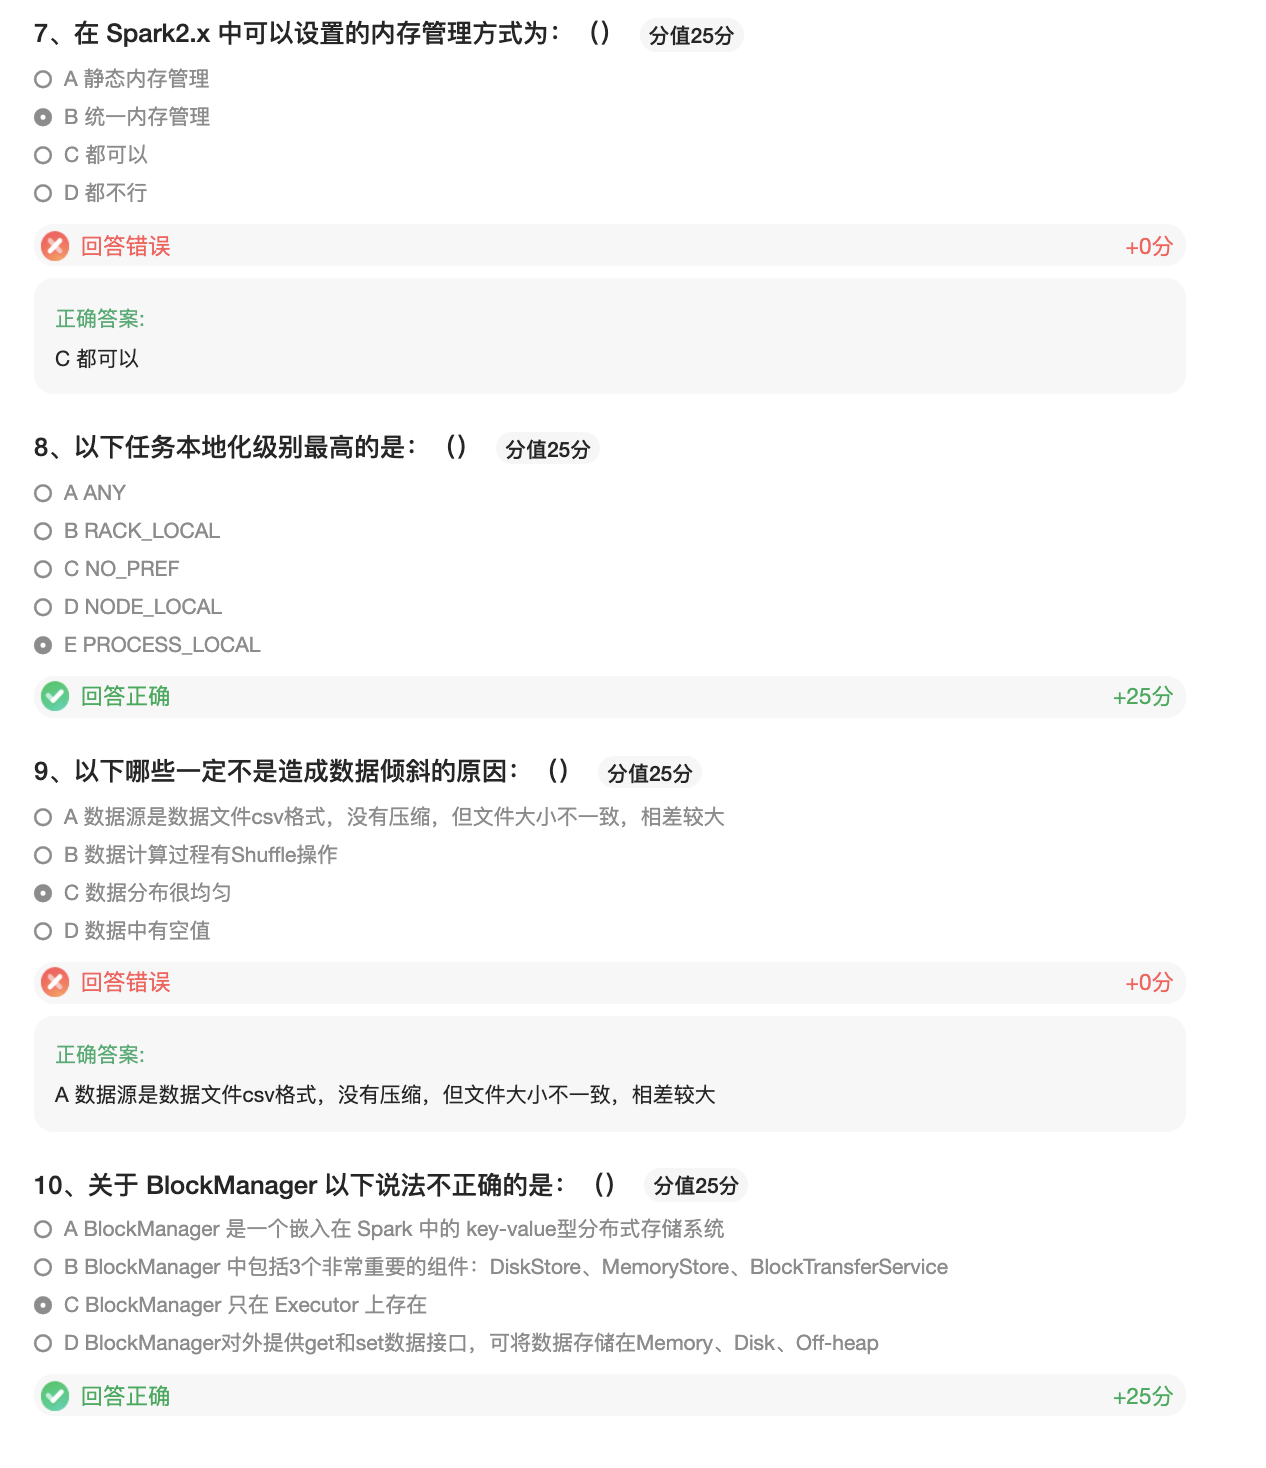 7、在 Spark2.x 中可以设置的内存管理方式为：（） 分值25分
A 静态内存管理
B 统一内存管理
C 都可以
D 都不行
回答错误 +0分
正确答案:
C 都可以
8、以下任务本地化级别最高的是：（） 分值25分
A ANY
B RACK_LOCAL
C NO_PREF
D NODE_LOCAL
E PROCESS_LOCAL
回答正确 +25分
9、以下哪些一定不是造成数据倾斜的原因：（） 分值25分
A 数据源是数据文件csv格式，没有压缩，但文件大小不一致，相差较大
B 数据计算过程有Shuffle操作
C 数据分布很均匀
D 数据中有空值
回答错误 +0分
正确答案:
A 数据源是数据文件csv格式，没有压缩，但文件大小不一致，相差较大
10、关于 BlockManager 以下说法不正确的是：（） 分值25分
A BlockManager 是一个嵌入在 Spark 中的 key-value型分布式存储系统
B BlockManager 中包括3个非常重要的组件：DiskStore、MemoryStore、BlockTransferService
C BlockManager 只在 Executor 上存在
D BlockManager对外提供get和set数据接口，可将数据存储在Memory、Disk、Off-heap
回答正确 +25分